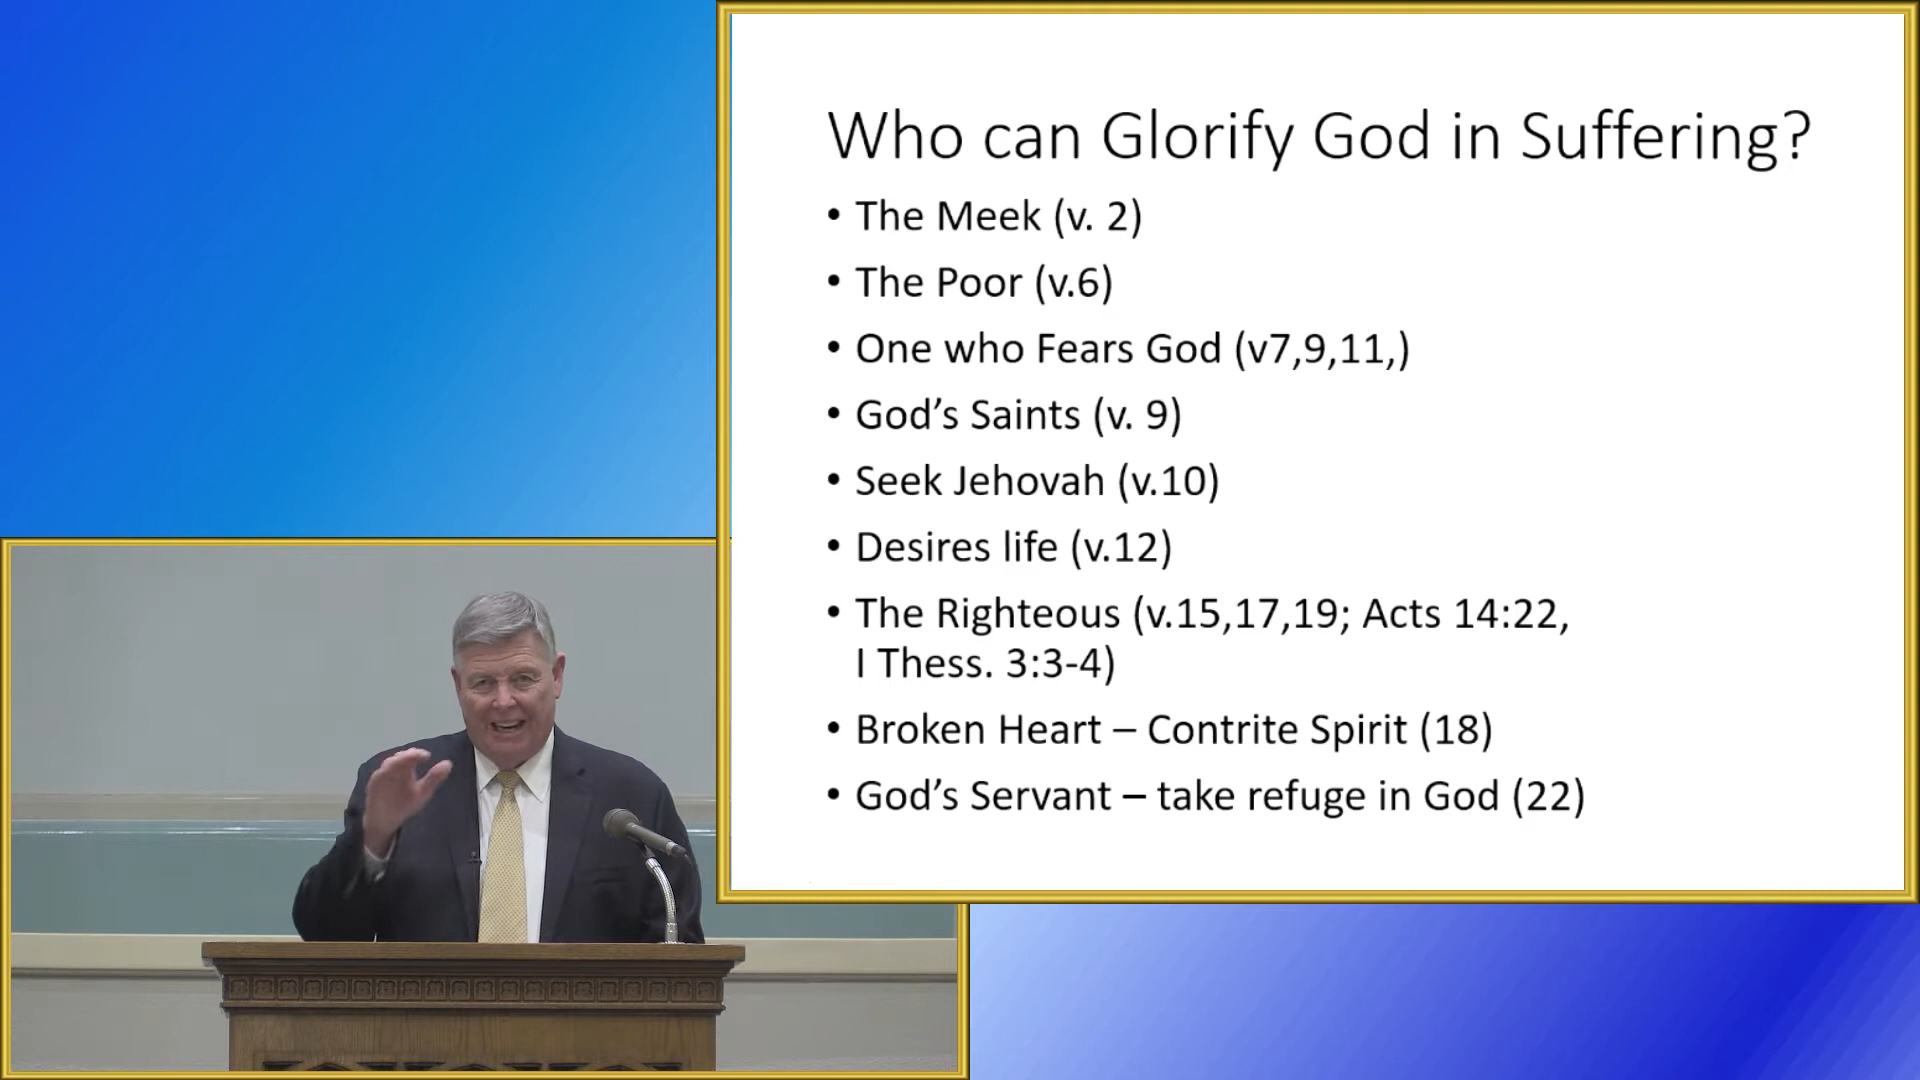 Who can Glorify God in Suffering?
• The Meek (v. 2)
• The Poor (v.6)
• One who Fears God (v7,9,11,)
• God’s Saints (v. 9)
• Seek Jehovah (v.10)
• Desires life (v.12)
• The Righteous (v.15,17,19; Acts 14:22,
I Thess. 3:3-4)
• Broken Heart – Contrite Spirit (18)
• God’s Servant – take refuge in God (22)